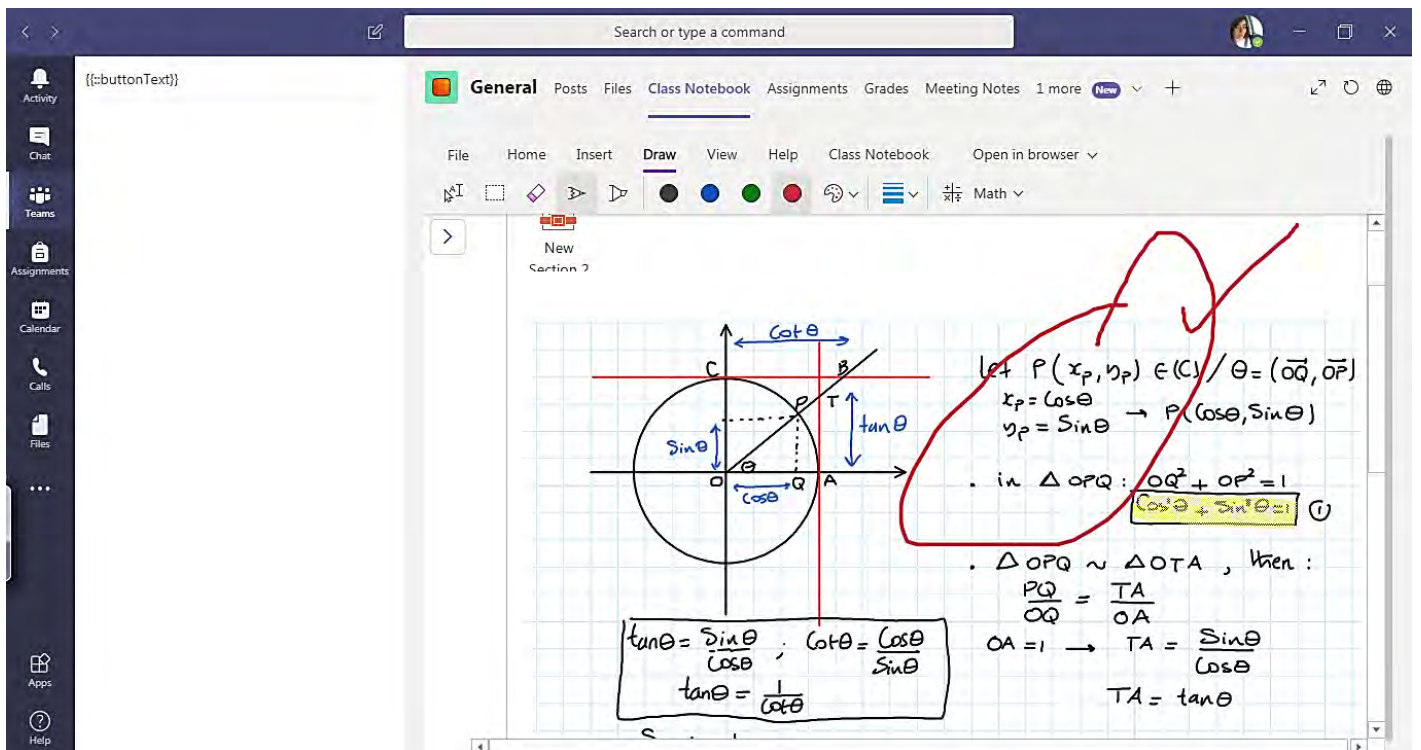 Search or type a command
Activity
Chat
Teams
Assignments
Calendar
Calls
Files
Apps
Help
{{::buttonText}}
General Posts Files Class Notebook Assignments Grades Meeting Notes 1 more New
File Home Insert Draw View Help Class Notebook Open in browser
Math
New
Section 2
cotθ
C B
P T
Sinθ tanθ
θ
O Q A
cosθ
tanθ = Sinθ/Cosθ ; Cotθ = Cosθ/Sinθ
tanθ = 1/Cotθ
let P(xₚ, yₚ) ∈ (C) / θ = (OQ⃗, OP⃗)
xₚ = Cosθ
yₚ = Sinθ → P(Cosθ, Sinθ)
. in △ OPQ : OQ² + OP² = 1
Cos²θ + Sin²θ = 1 ①
. △ OPQ ~ △ OTA , then :
PQ/OQ = TA/OA
OA = 1 → TA = Sinθ/Cosθ
TA = tanθ